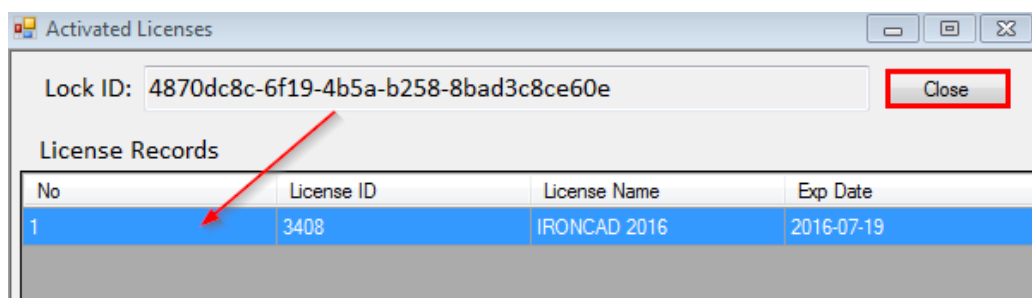 Activated Licenses
Lock ID: 4870dc8c-6f19-4b5a-b258-8bad3c8ce60e Close
License Records
No License ID License Name Exp Date
1 3408 IRONCAD 2016 2016-07-19